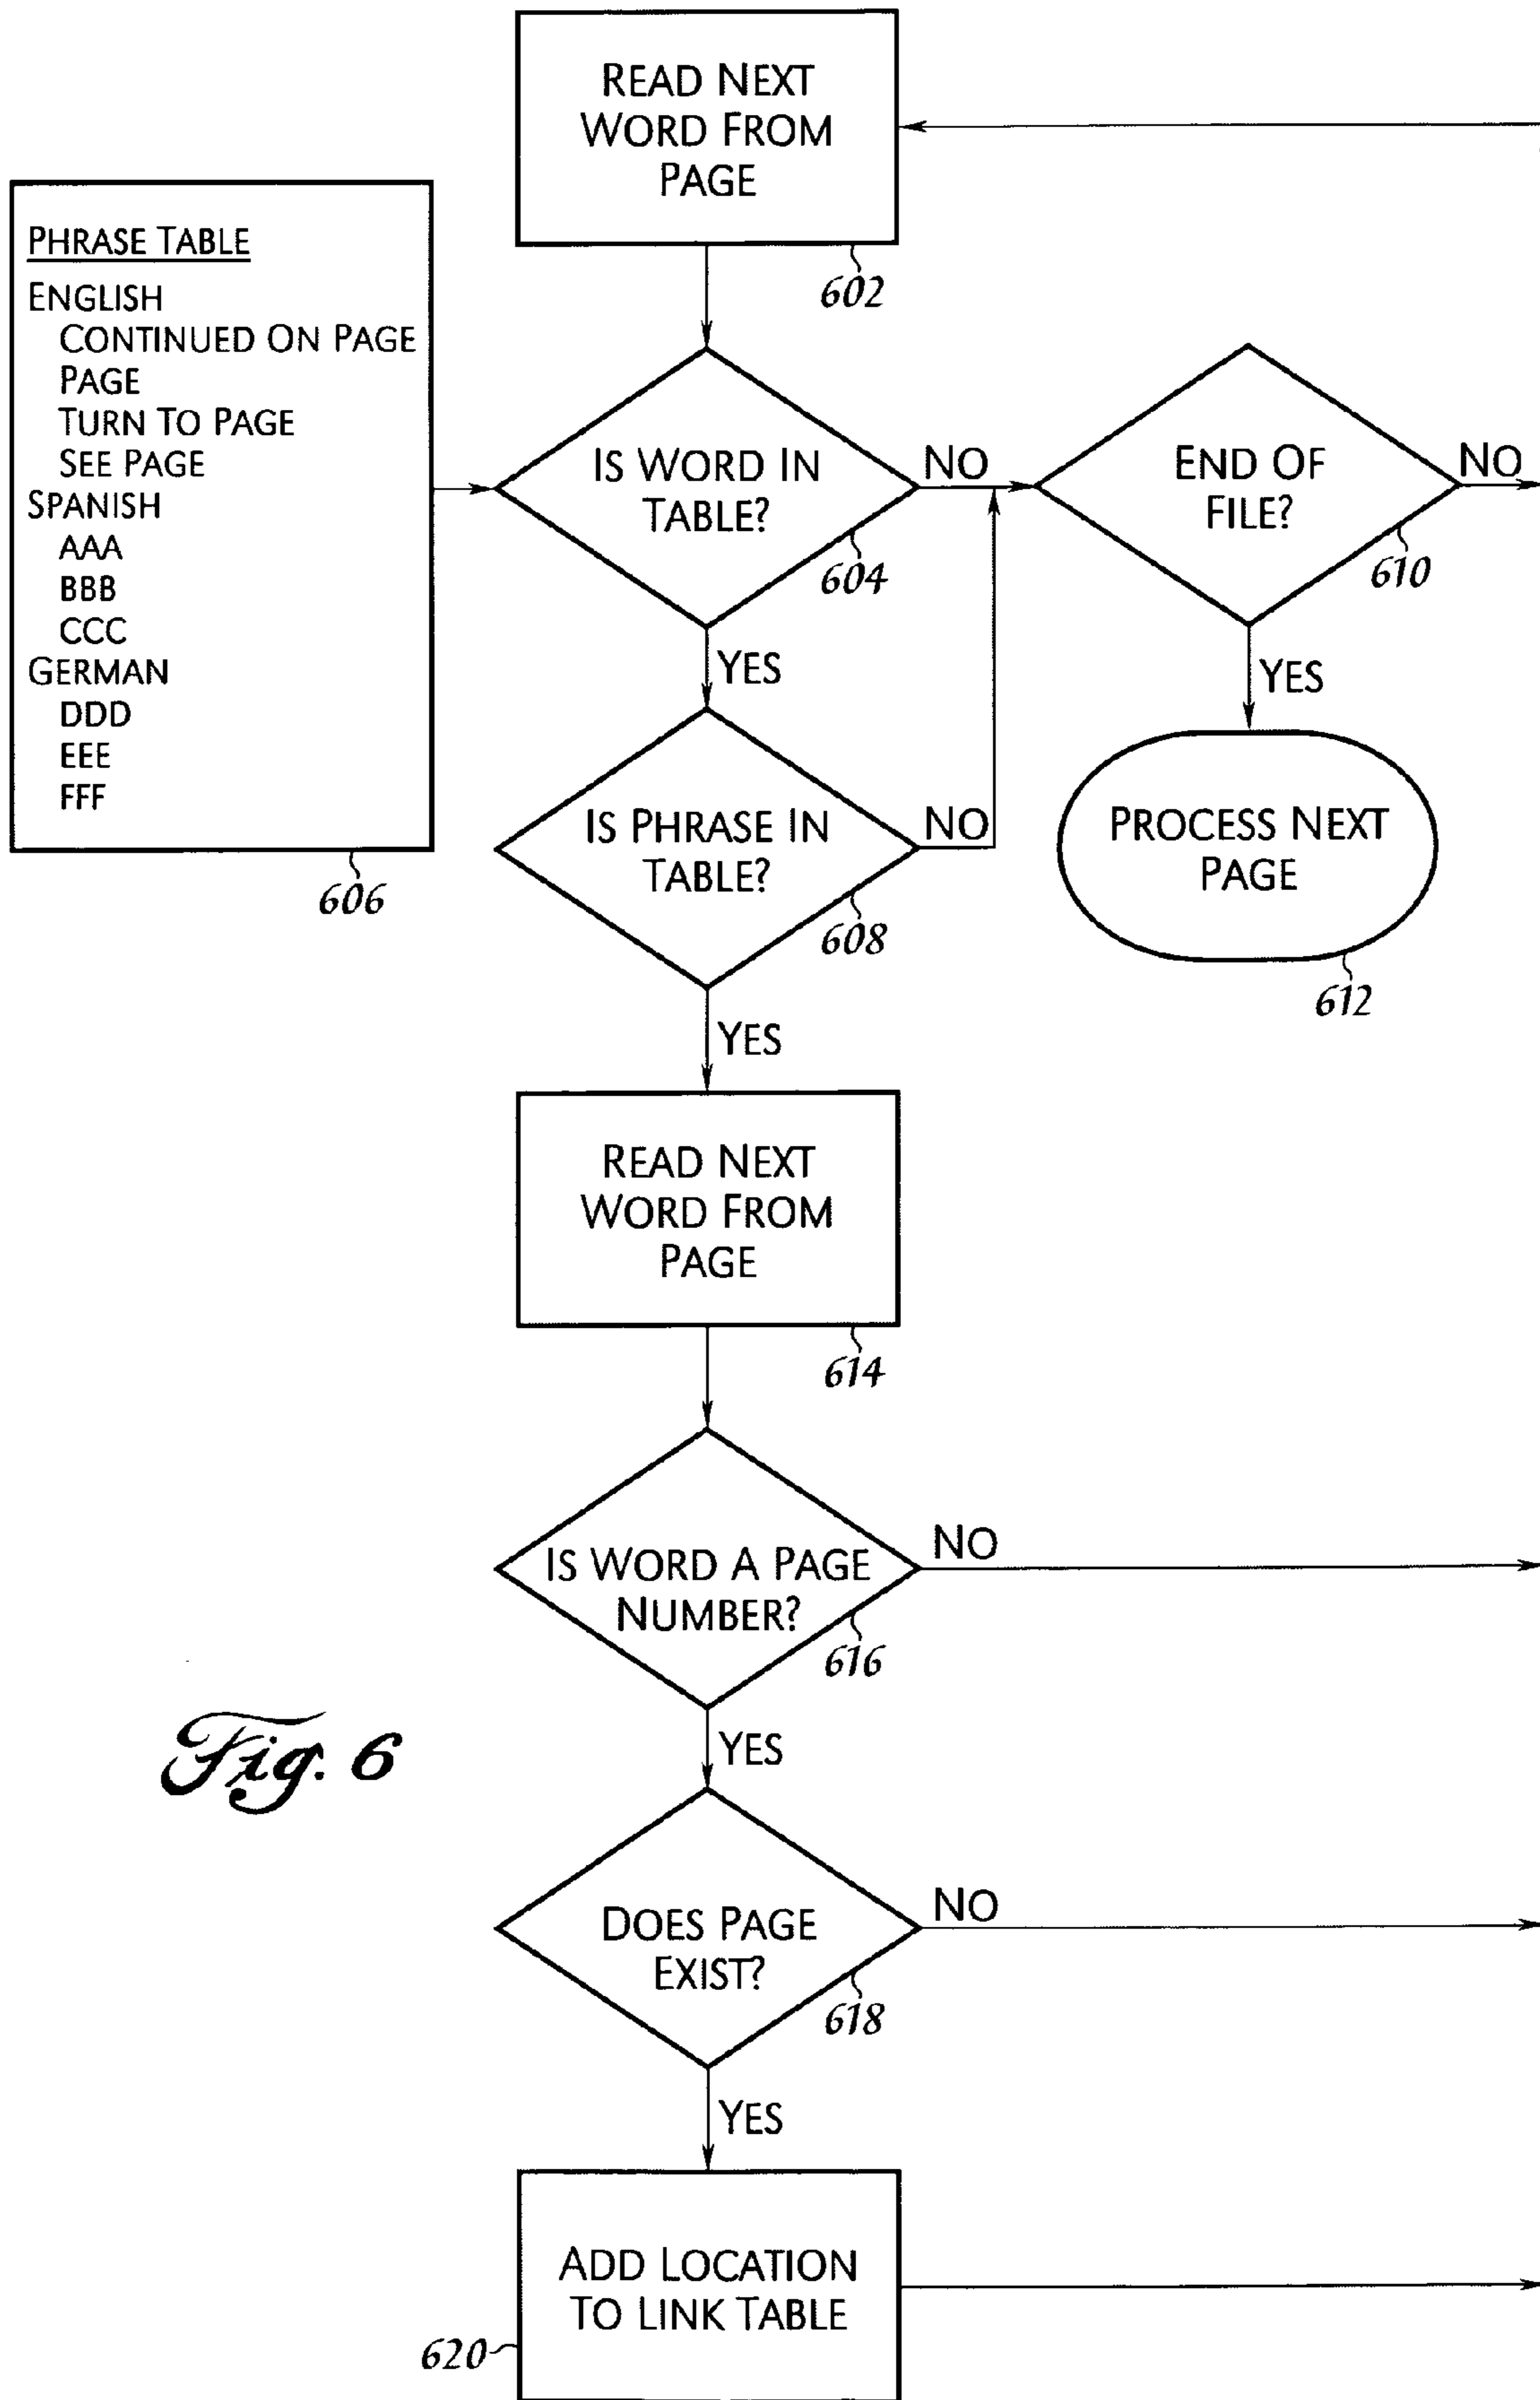 READ NEXT
WORD FROM
PAGE
602
PHRASE TABLE
ENGLISH
CONTINUED ON PAGE
PAGE
TURN TO PAGE
SEE PAGE
SPANISH
AAA
BBB
CCC
GERMAN
DDD
EEE
FFF
606
IS WORD IN
TABLE?
604
NO
YES
END OF
FILE?
610
NO
YES
IS PHRASE IN
TABLE?
608
NO
YES
PROCESS NEXT
PAGE
612
READ NEXT
WORD FROM
PAGE
614
IS WORD A PAGE
NUMBER?
616
NO
YES
Fig. 6
DOES PAGE
EXIST?
618
NO
YES
ADD LOCATION
TO LINK TABLE
620